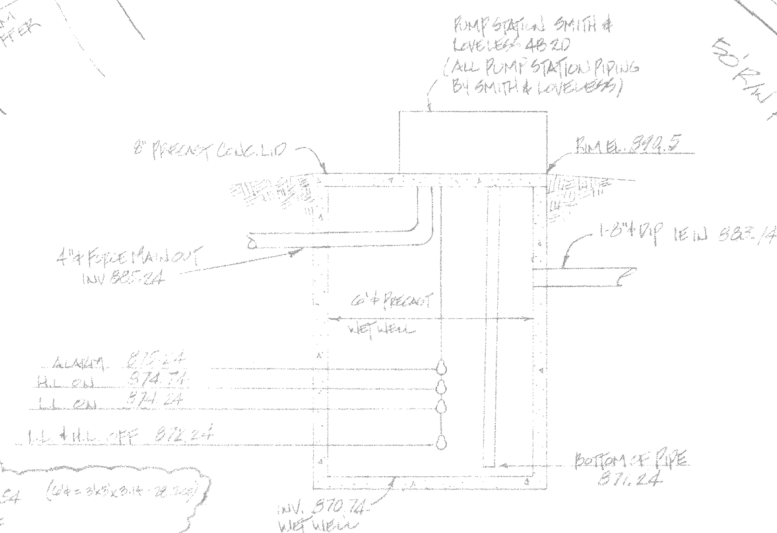 PUMP STATION SMITH &
LOVELESS 4B2D
(ALL PUMP STATION PIPING
BY SMITH & LOVELESS)
50' R/W
8" PRECAST CONC. LID
RIM EL. 899.5
4"ϕ FORCE MAIN OUT
INV 885.24
1-8"ϕ DIP IE IN 883.14
6'ϕ PRECAST
WET WELL
ALARM 875.24
H.L. ON 874.74
L.L. ON 874.24
L.L. & H.L. OFF 872.24
BOTTOM OF PIPE
871.24
INV. 870.74
WET WELL